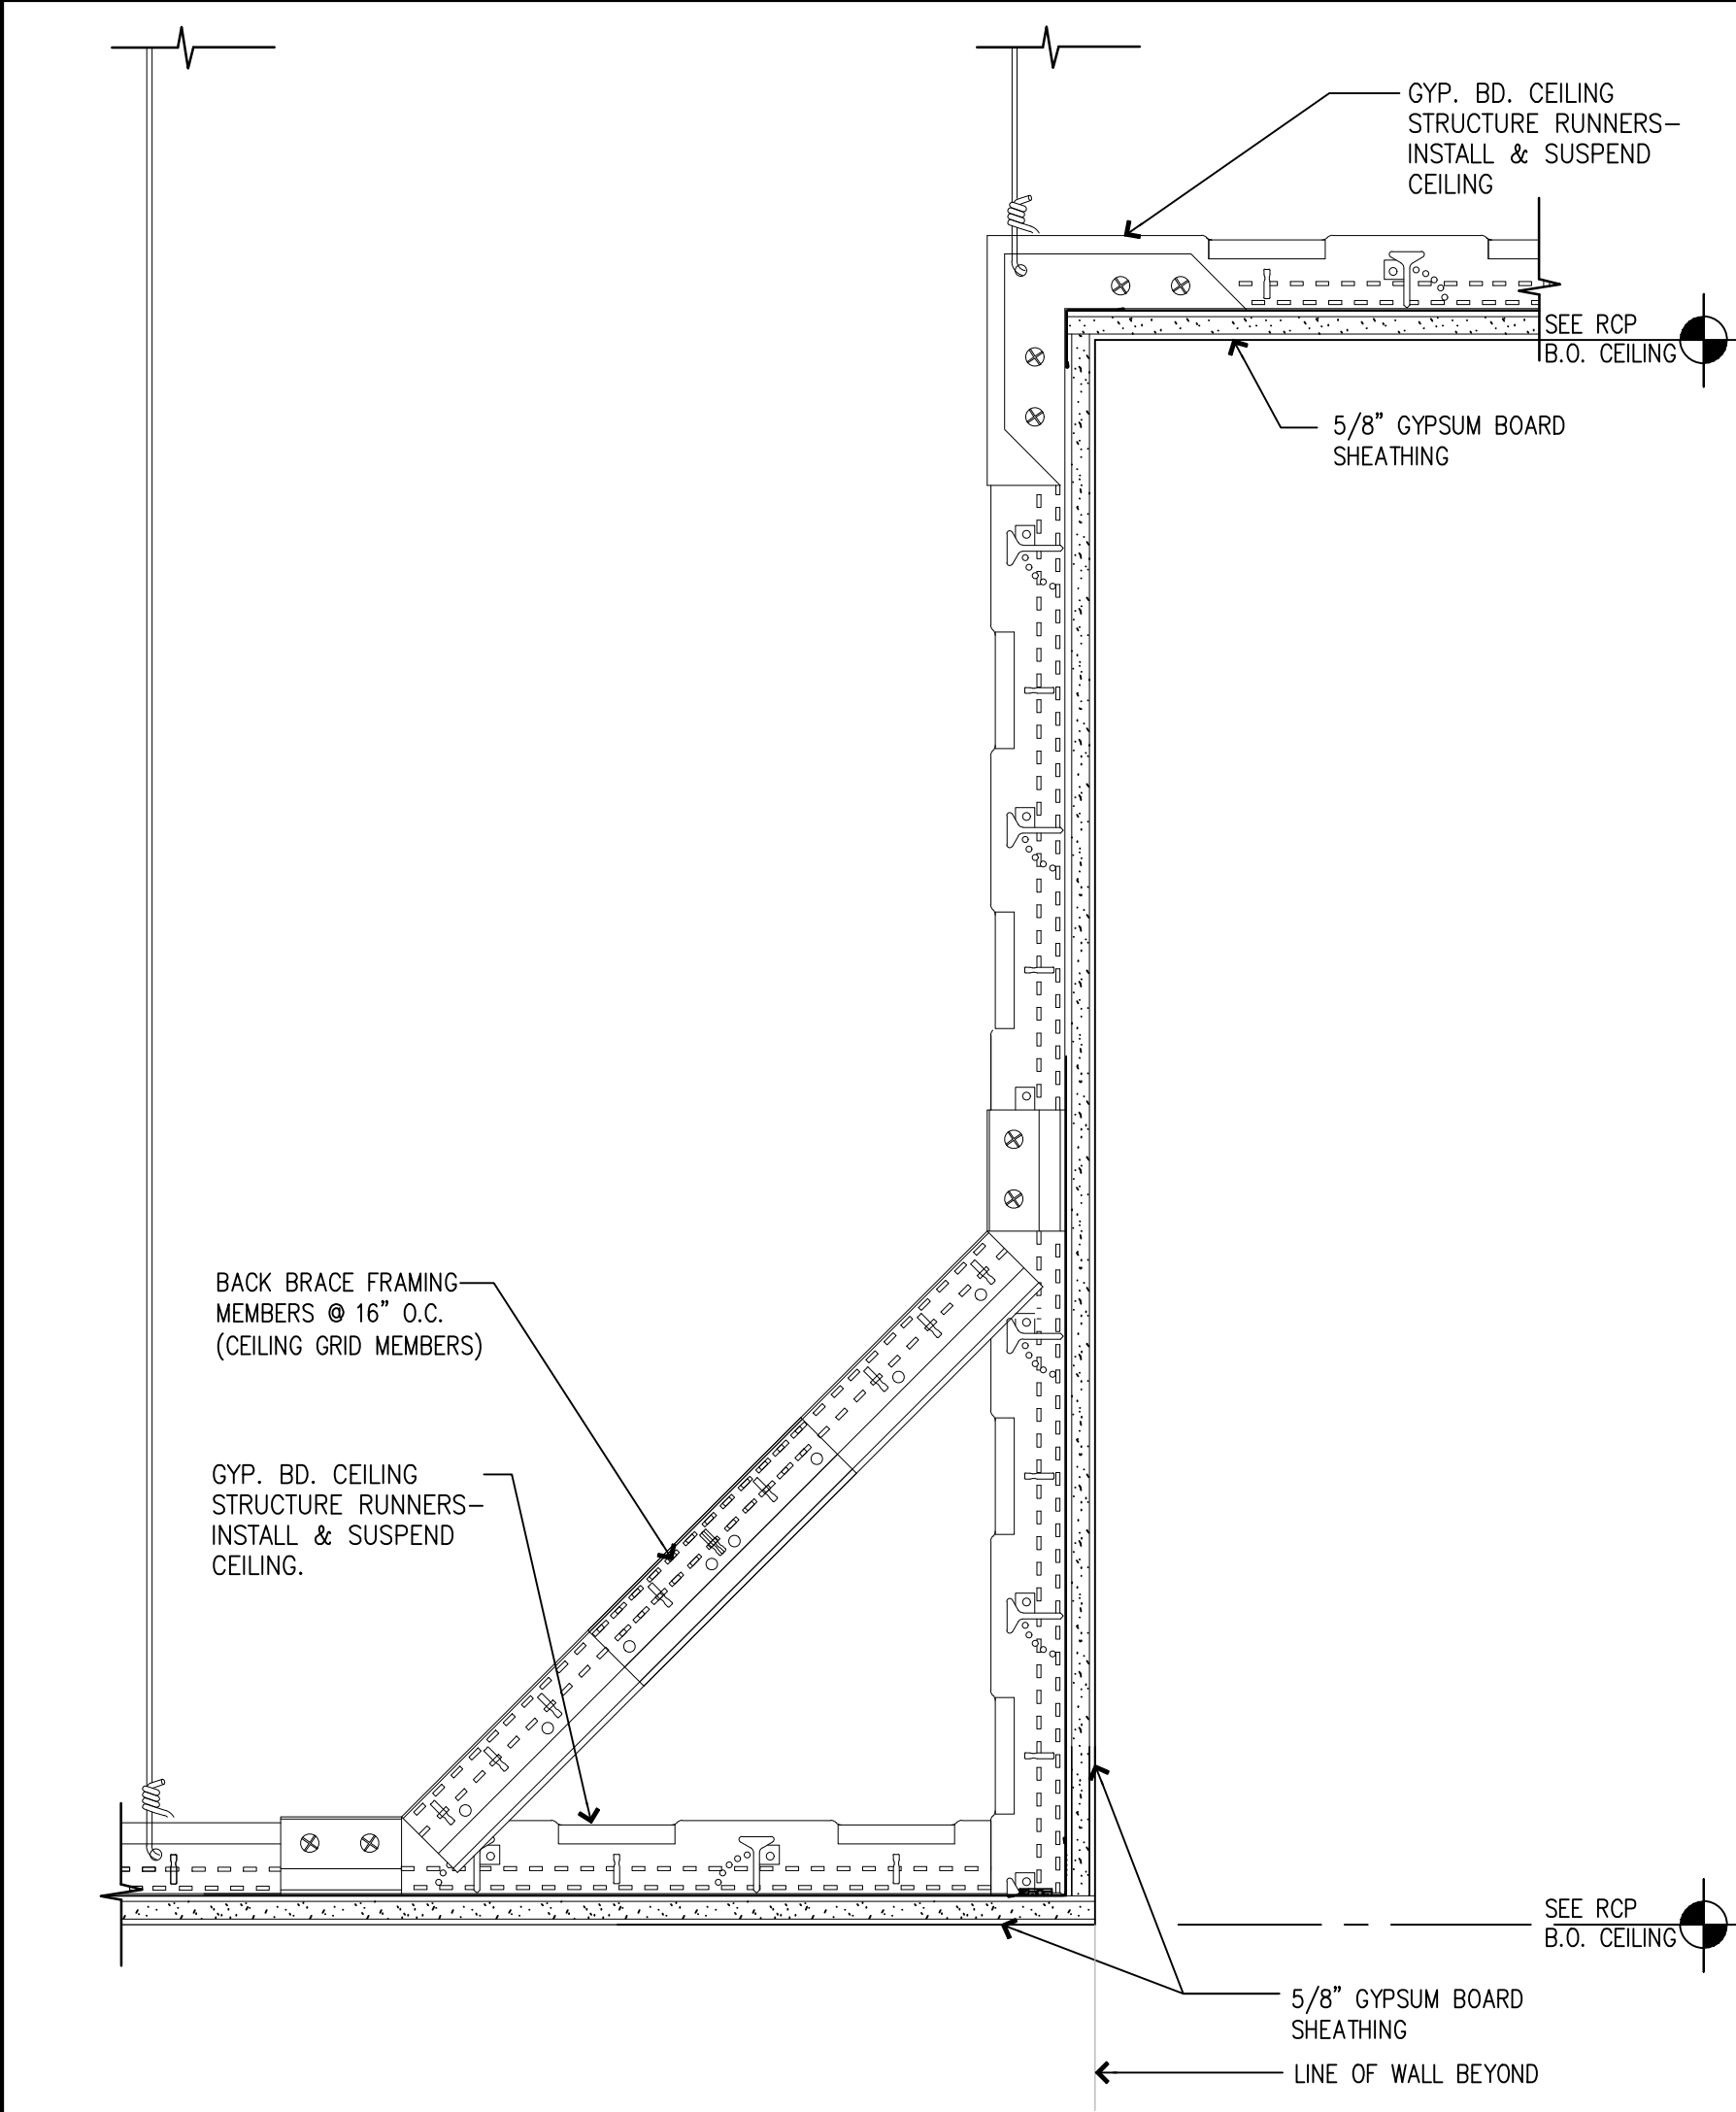 GYP. BD. CEILING
STRUCTURE RUNNERS-
INSTALL & SUSPEND
CEILING
SEE RCP
B.O. CEILING
5/8" GYPSUM BOARD
SHEATHING
BACK BRACE FRAMING
MEMBERS @ 16" O.C.
(CEILING GRID MEMBERS)
GYP. BD. CEILING
STRUCTURE RUNNERS-
INSTALL & SUSPEND
CEILING.
SEE RCP
B.O. CEILING
5/8" GYPSUM BOARD
SHEATHING
LINE OF WALL BEYOND